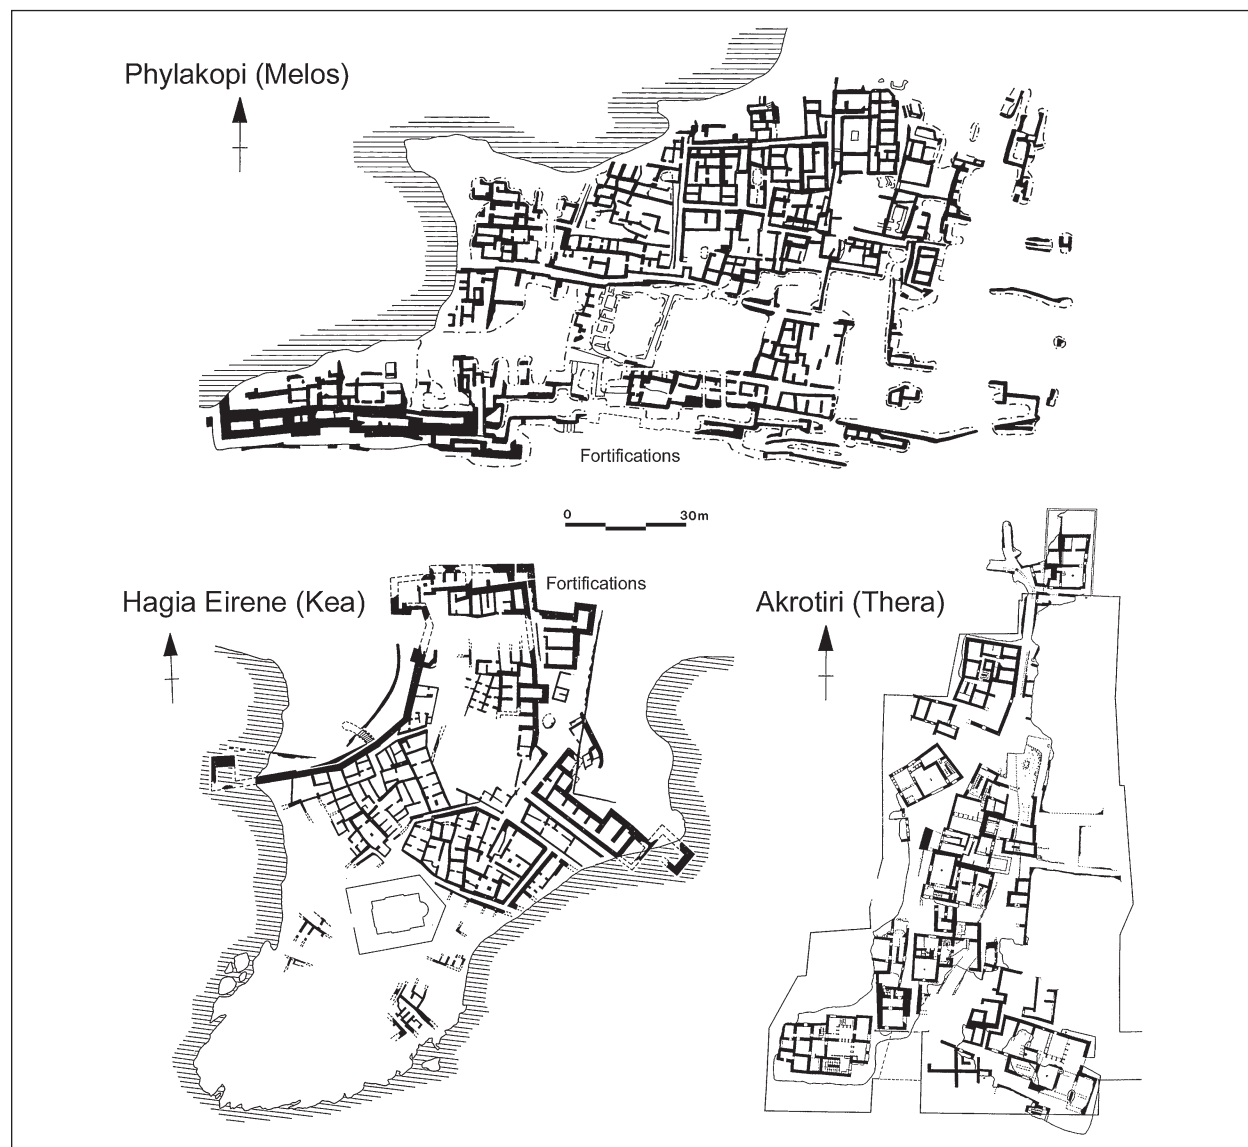 Phylakopi (Melos)
Fortifications
0 30m
Hagia Eirene (Kea)
Fortifications
Akrotiri (Thera)